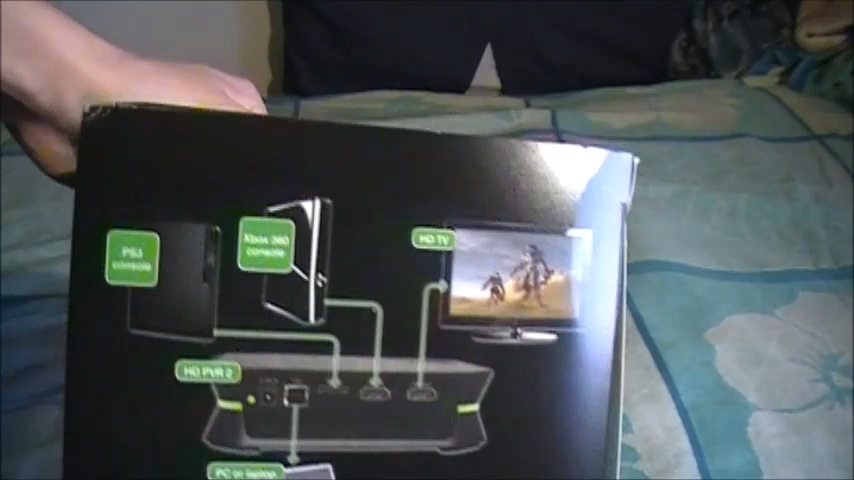 PS3
console
Xbox 360
console
HD TV
HD PVR 2
PC or laptop